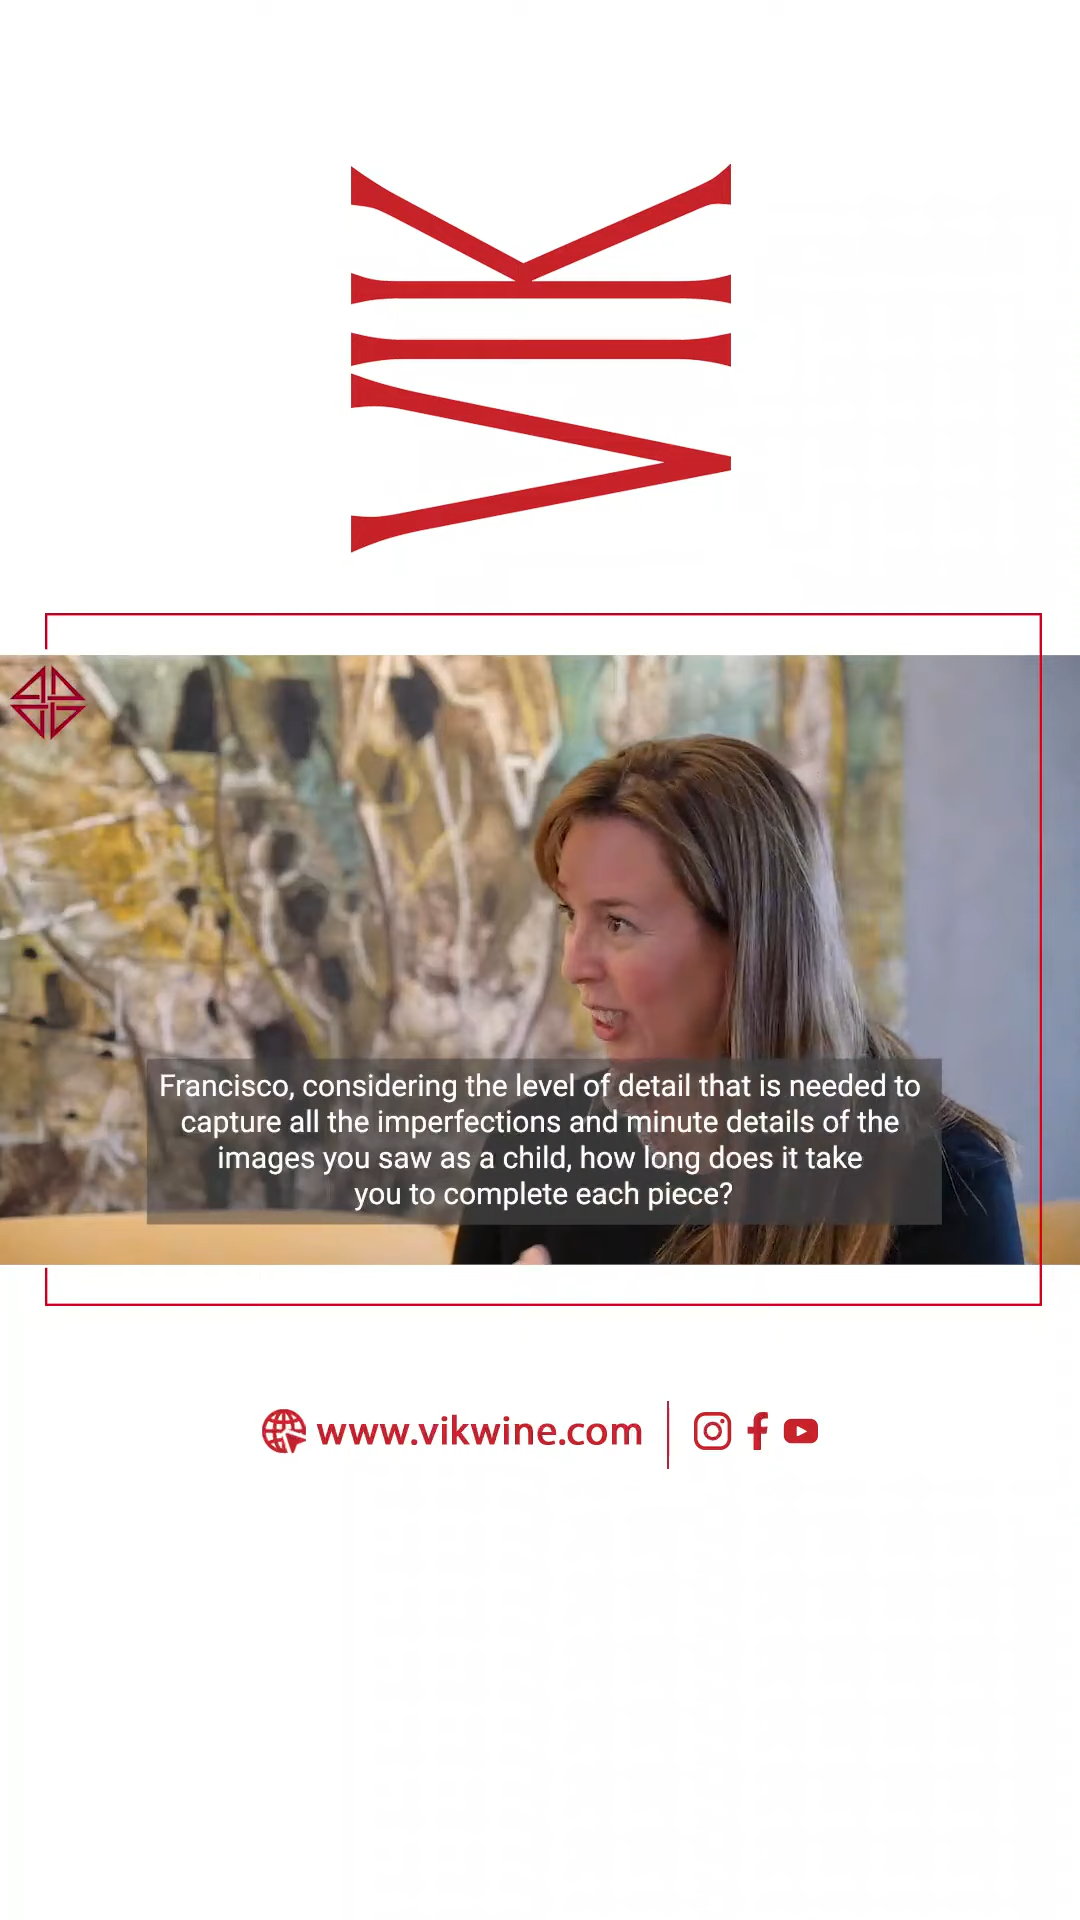 VIK
Francisco, considering the level of detail that is needed to
capture all the imperfections and minute details of the
images you saw as a child, how long does it take
you to complete each piece?
www.vikwine.com